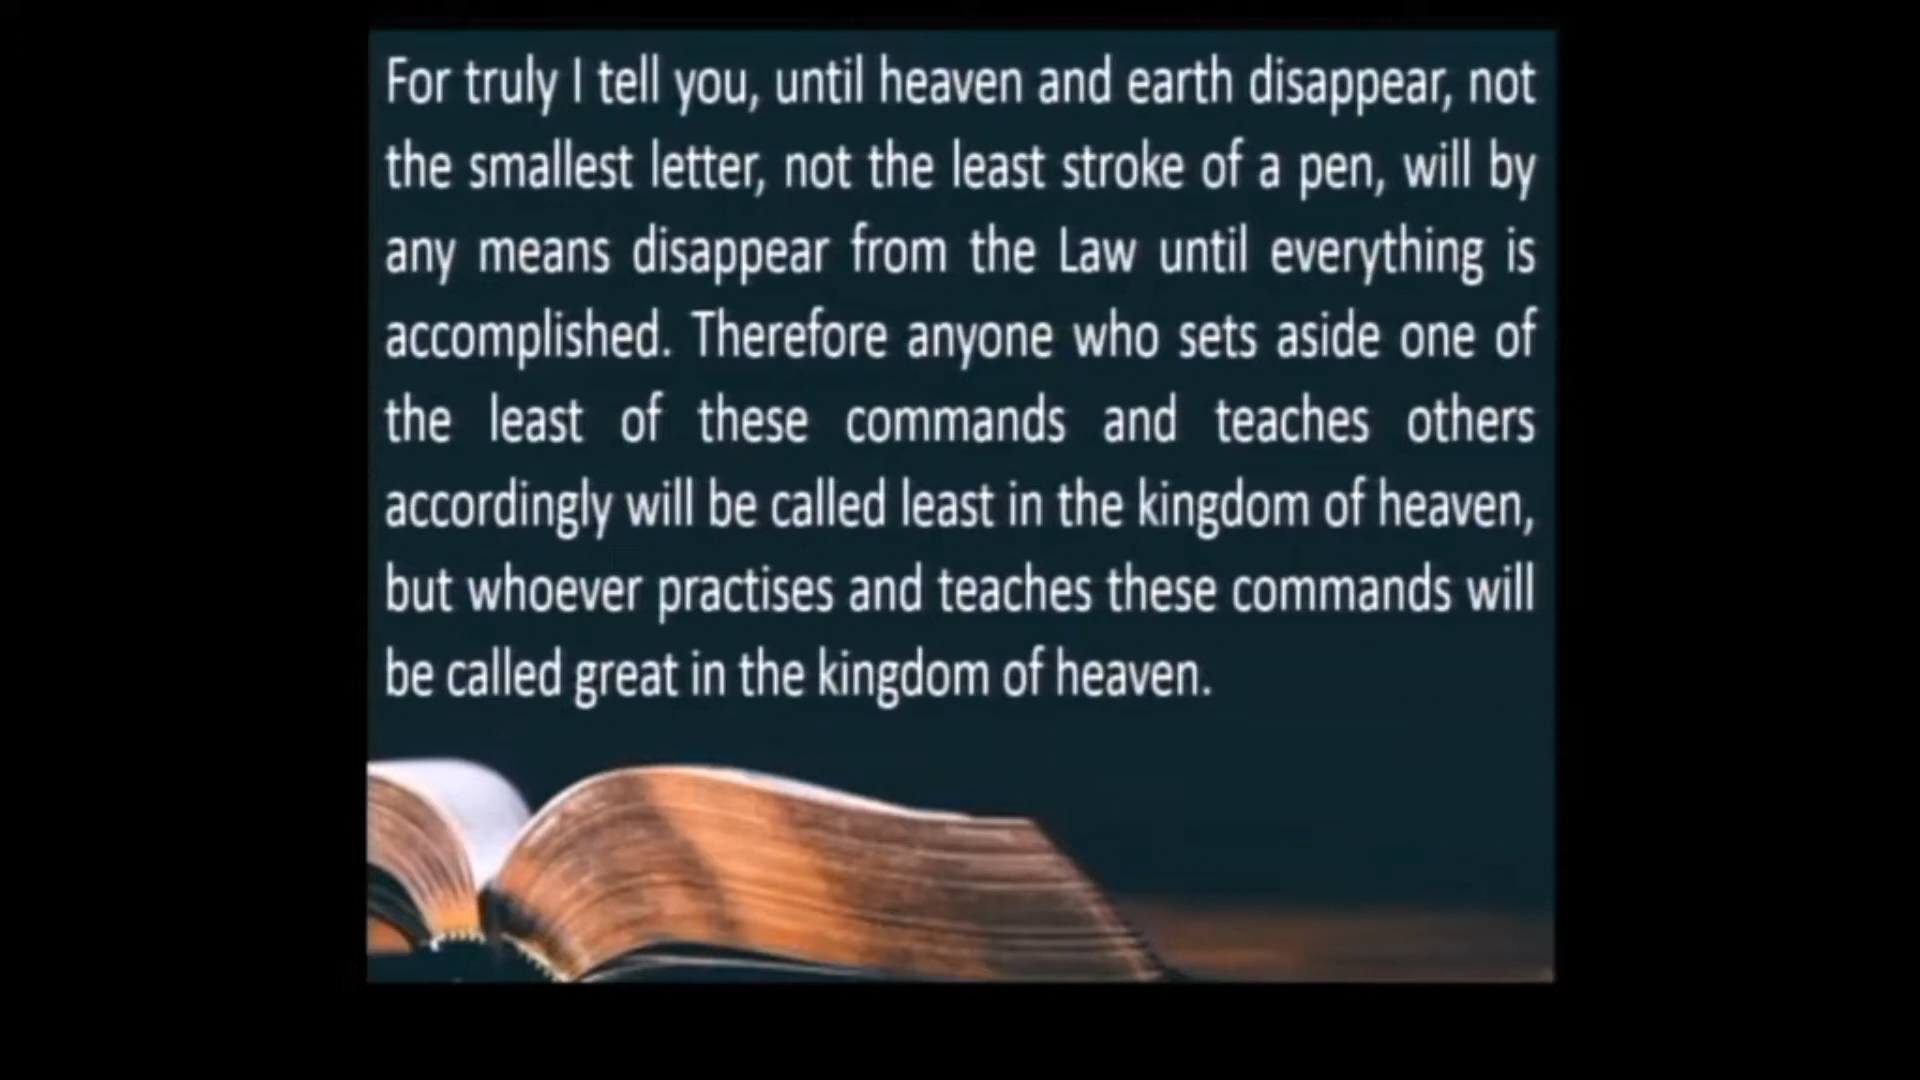 For truly I tell you, until heaven and earth disappear, not
the smallest letter, not the least stroke of a pen, will by
any means disappear from the Law until everything is
accomplished. Therefore anyone who sets aside one of
the least of these commands and teaches others
accordingly will be called least in the kingdom of heaven,
but whoever practises and teaches these commands will
be called great in the kingdom of heaven.